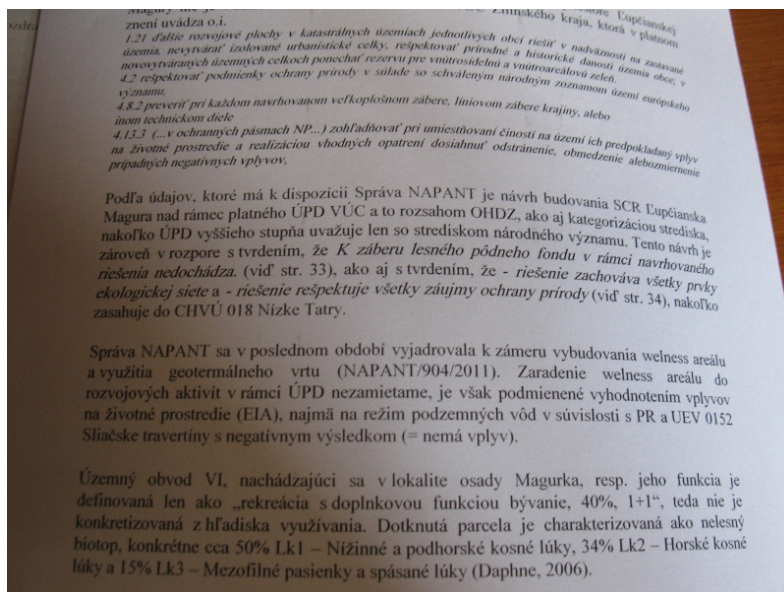 Ľupčianskej
Žilinského kraja, ktorá v platnom
znení uvádza o.i.
1.21 ďalšie rozvojové plochy v katastrálnych územiach jednotlivých obcí riešiť v nadväznosti na zastavané
územia, nevytvárať izolované urbanistické celky, rešpektovať prírodné a historické danosti územia obce, v
novovytváraných územných celkoch ponechať rezervu pre vnútrosídelnú a vnútroareálovú zeleň.
4.2 rešpektovať podmienky ochrany prírody v súlade so schváleným národným zoznamom území európskeho
významu,
4.8.2 preveriť pri každom navrhovanom veľkoplošnom zábere, líniovom zábere krajiny, alebo
inom technickom diele
4.13.3 (...v ochranných pásmach NP...) zohľadňovať pri umiestňovaní činností na území ich predpokladaný vplyv
na životné prostredie a realizáciou vhodných opatrení dosiahnuť odstránenie, obmedzenie alebozmiernenie
prípadných negatívnych vplyvov,
Podľa údajov, ktoré má k dispozícii Správa NAPANT je návrh budovania SCR Ľupčianska
Magura nad rámec platného ÚPD VÚC a to rozsahom OHDZ, ako aj kategorizáciou strediska,
nakoľko ÚPD vyššieho stupňa uvažuje len so strediskom národného významu. Tento návrh je
zároveň v rozpore s tvrdením, že K záberu lesného pôdneho fondu v rámci navrhovaného
riešenia nedochádza. (viď str. 33), ako aj s tvrdením, že - riešenie zachováva všetky prvky
ekologickej siete a - riešenie rešpektuje všetky záujmy ochrany prírody (viď str. 34), nakoľko
zasahuje do CHVÚ 018 Nízke Tatry.
Správa NAPANT sa v poslednom období vyjadrovala k zámeru vybudovania welness areálu
a využitia geotermálneho vrtu (NAPANT/904/2011). Zaradenie welness areálu do
rozvojových aktivít v rámci ÚPD nezamietame, je však podmienené vyhodnotením vplyvov
na životné prostredie (EIA), najmä na režim podzemných vôd v súvislosti s PR a UEV 0152
Sliačske travertíny s negatívnym výsledkom (= nemá vplyv).
Územný obvod VI, nachádzajúci sa v lokalite osady Magurka, resp. jeho funkcia je
definovaná len ako „rekreácia s doplnkovou funkciou bývanie, 40%, 1+1“, teda nie je
konkretizovaná z hľadiska využívania. Dotknutá parcela je charakterizovaná ako nelesný
biotop, konkrétne cca 50% Lk1 – Nížinné a podhorské kosné lúky, 34% Lk2 – Horské kosné
lúky a 15% Lk3 – Mezofilné pasienky a spásané lúky (Daphne, 2006).